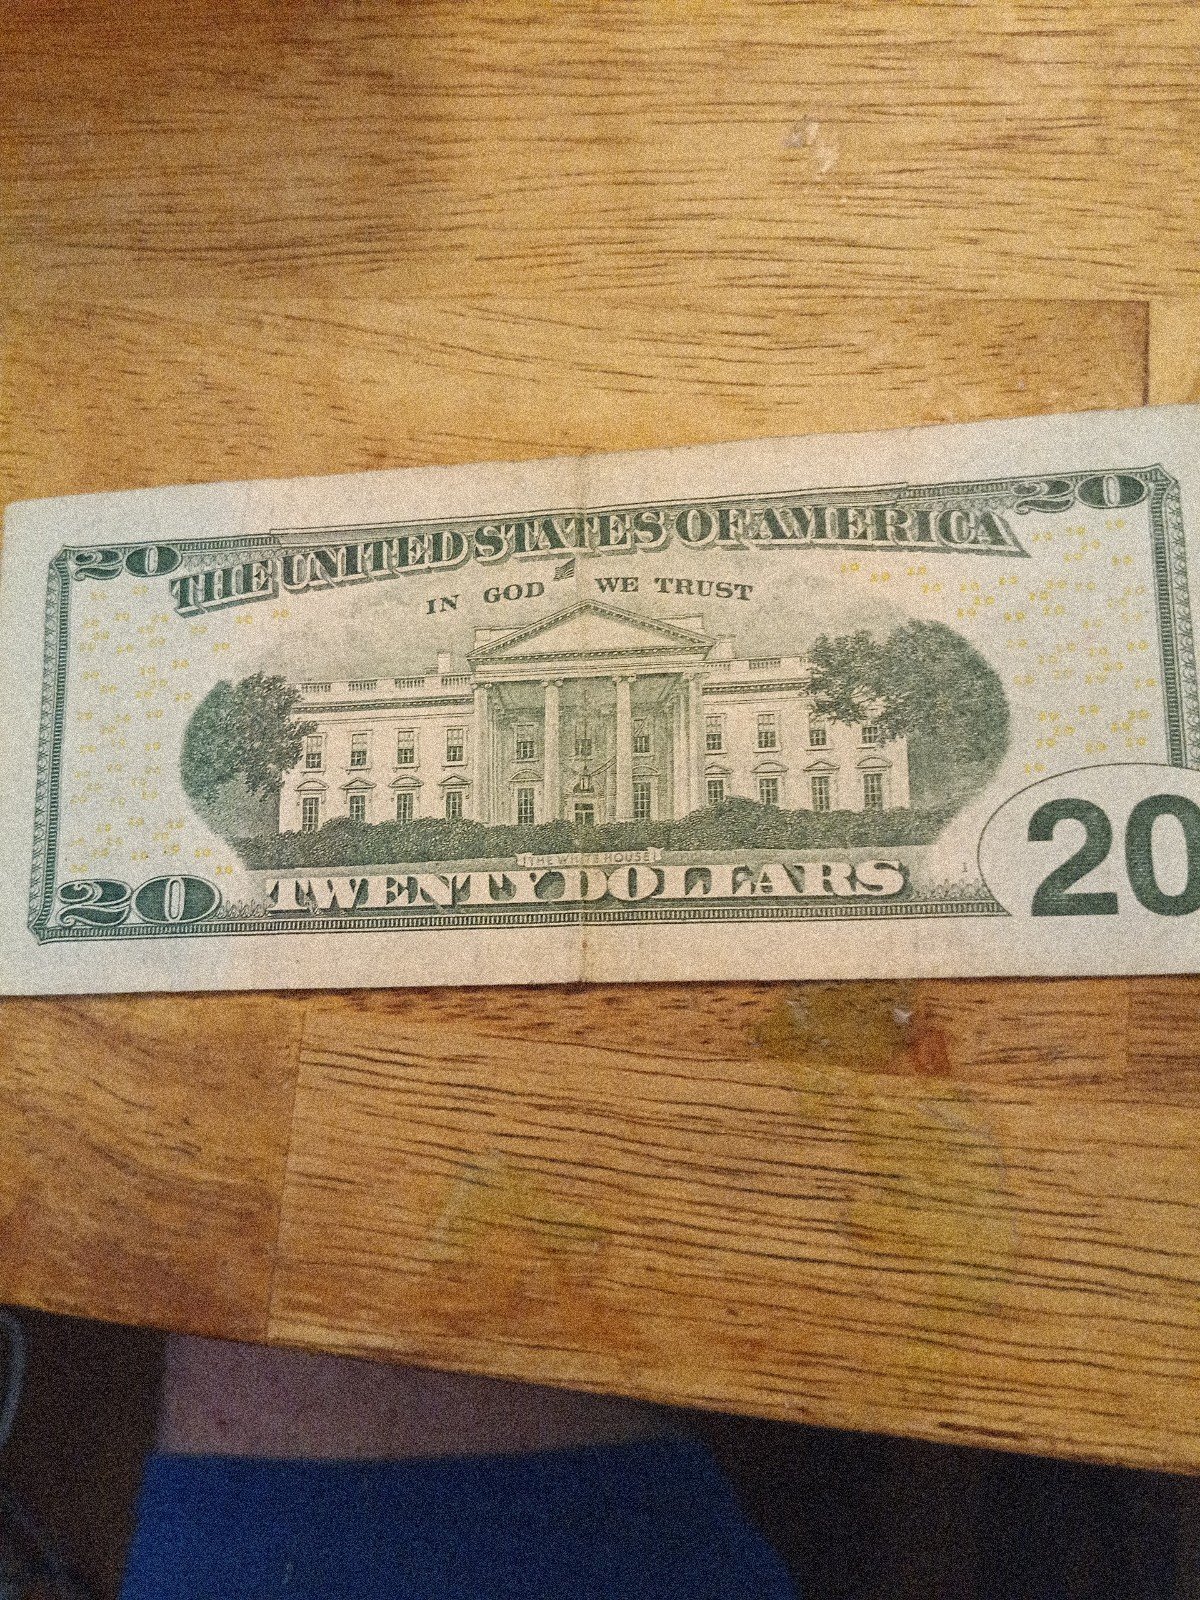 20
20
THE UNITED STATES OF AMERICA
IN GOD WE TRUST
THE WHITE HOUSE
20
TWENTY DOLLARS
20